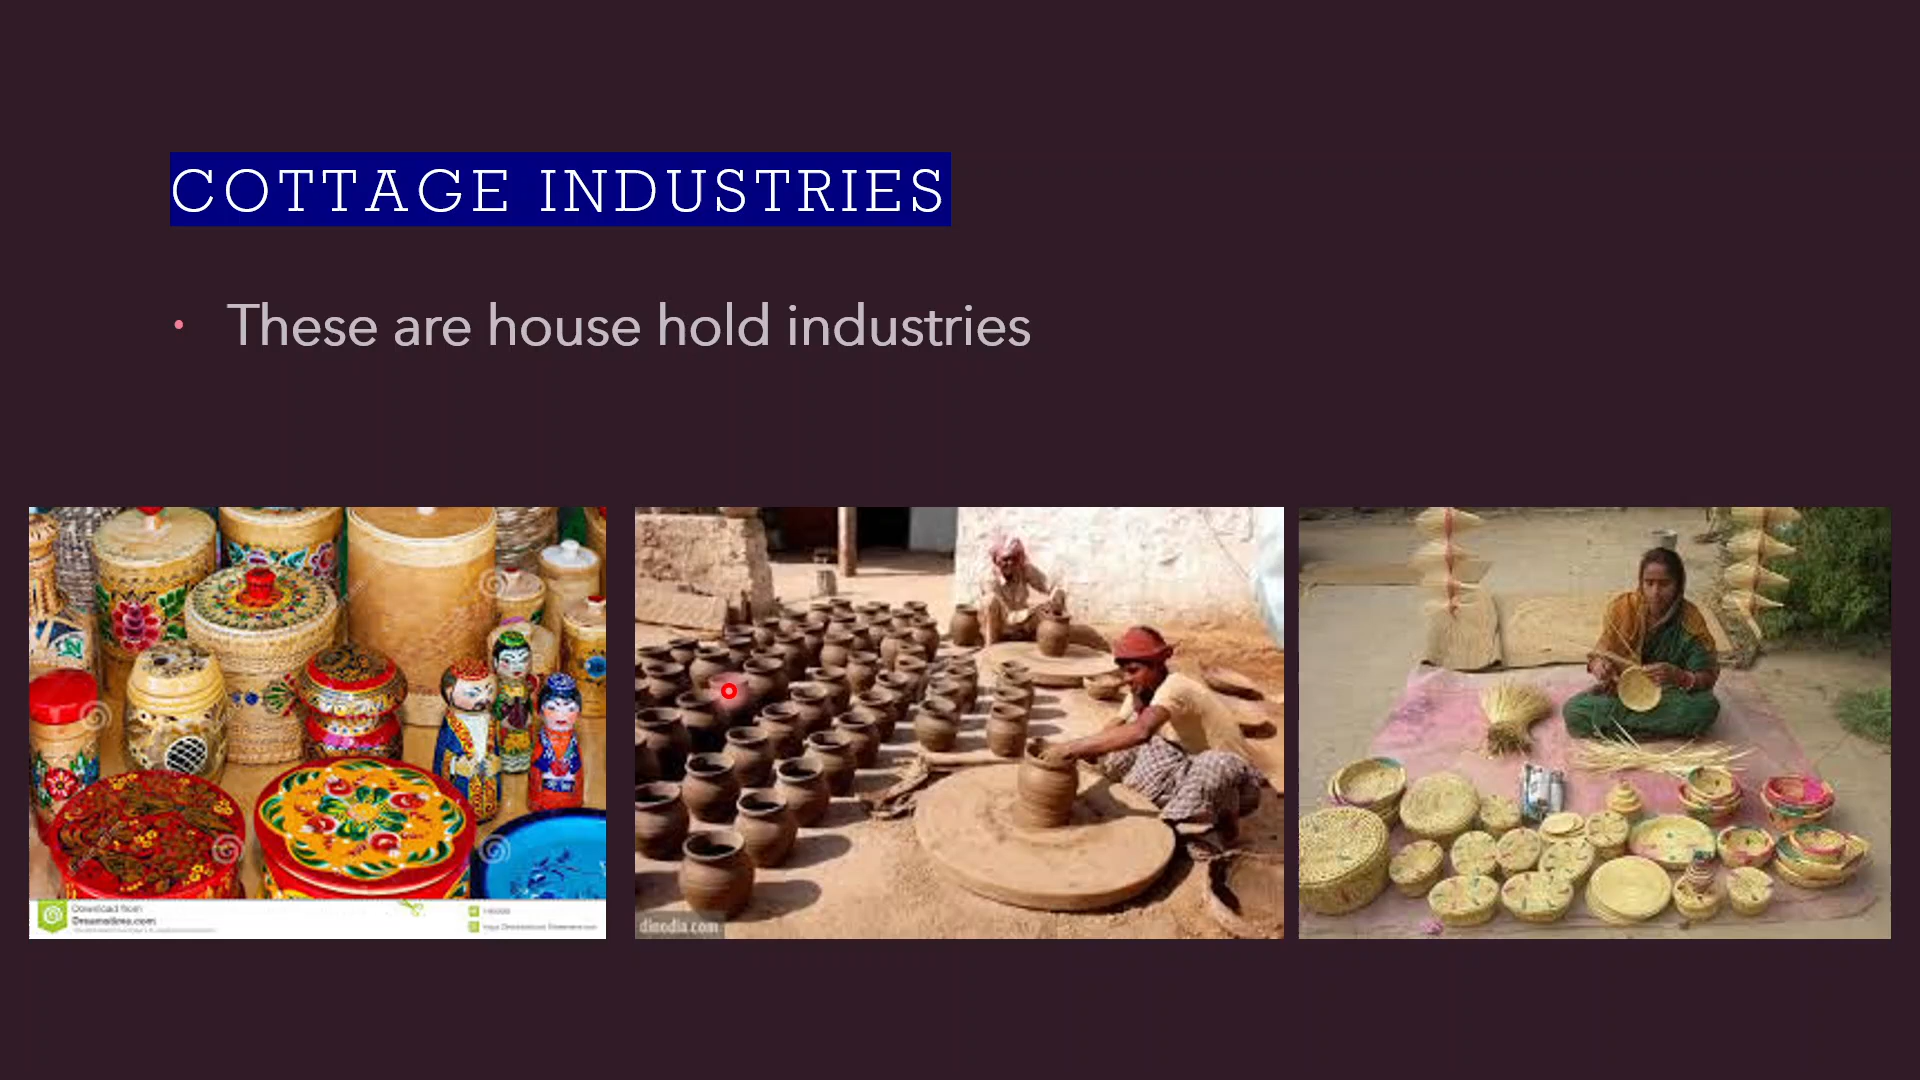 COTTAGE INDUSTRIES
• These are house hold industries
Download from
Dreamstime.com
dinodia.com